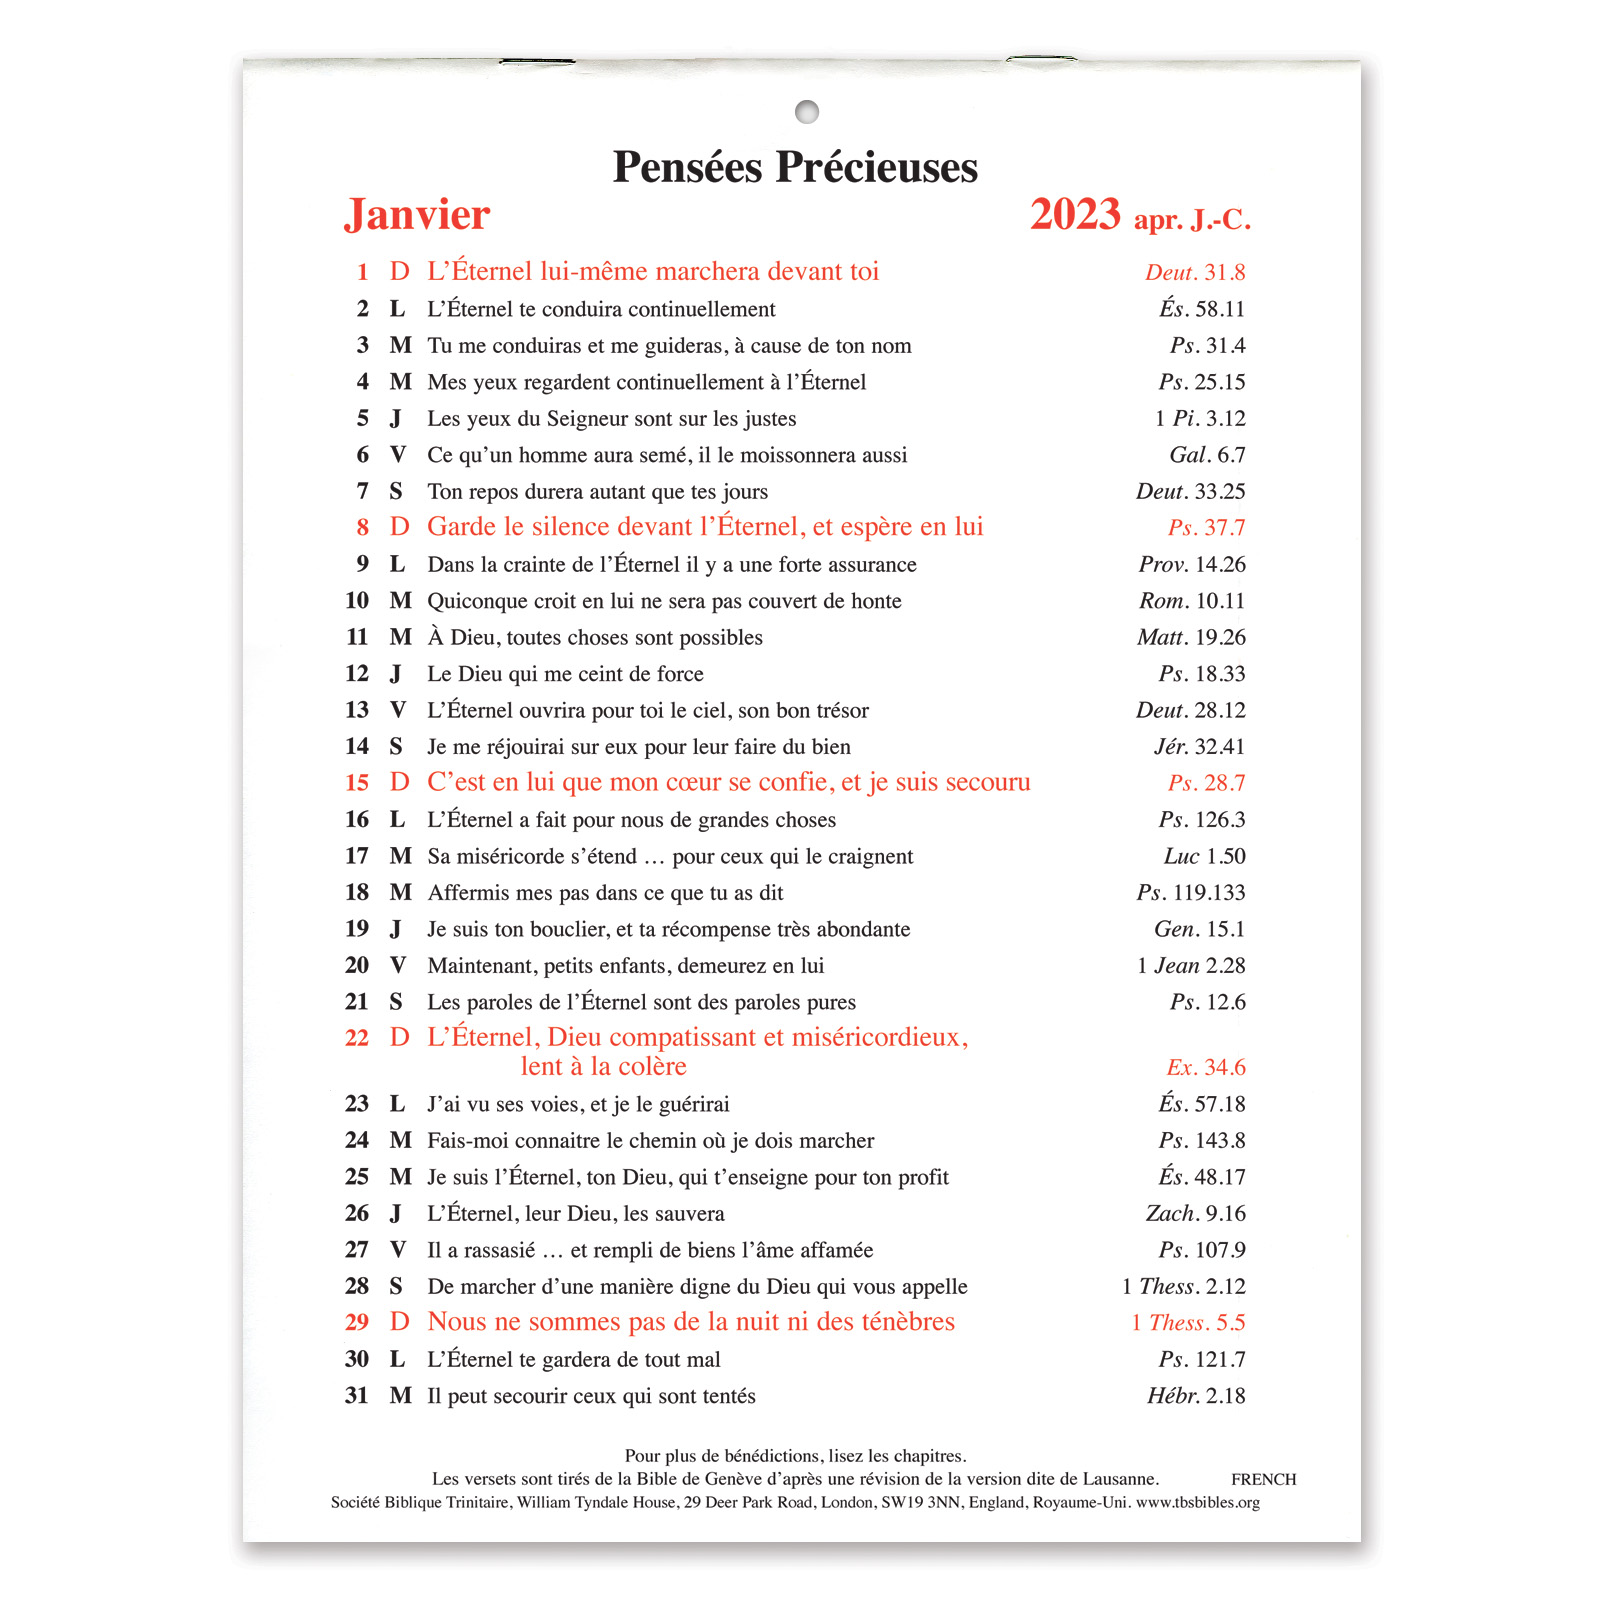 Pensées Précieuses
Janvier 2023 apr. J.-C.
1 D L’Éternel lui-même marchera devant toi Deut. 31.8
2 L L’Éternel te conduira continuellement És. 58.11
3 M Tu me conduiras et me guideras, à cause de ton nom Ps. 31.4
4 M Mes yeux regardent continuellement à l’Éternel Ps. 25.15
5 J Les yeux du Seigneur sont sur les justes 1 Pi. 3.12
6 V Ce qu’un homme aura semé, il le moissonnera aussi Gal. 6.7
7 S Ton repos durera autant que tes jours Deut. 33.25
8 D Garde le silence devant l’Éternel, et espère en lui Ps. 37.7
9 L Dans la crainte de l’Éternel il y a une forte assurance Prov. 14.26
10 M Quiconque croit en lui ne sera pas couvert de honte Rom. 10.11
11 M À Dieu, toutes choses sont possibles Matt. 19.26
12 J Le Dieu qui me ceint de force Ps. 18.33
13 V L’Éternel ouvrira pour toi le ciel, son bon trésor Deut. 28.12
14 S Je me réjouirai sur eux pour leur faire du bien Jér. 32.41
15 D C’est en lui que mon cœur se confie, et je suis secouru Ps. 28.7
16 L L’Éternel a fait pour nous de grandes choses Ps. 126.3
17 M Sa miséricorde s’étend … pour ceux qui le craignent Luc 1.50
18 M Affermis mes pas dans ce que tu as dit Ps. 119.133
19 J Je suis ton bouclier, et ta récompense très abondante Gen. 15.1
20 V Maintenant, petits enfants, demeurez en lui 1 Jean 2.28
21 S Les paroles de l’Éternel sont des paroles pures Ps. 12.6
22 D L’Éternel, Dieu compatissant et miséricordieux,
lent à la colère Ex. 34.6
23 L J’ai vu ses voies, et je le guérirai És. 57.18
24 M Fais-moi connaitre le chemin où je dois marcher Ps. 143.8
25 M Je suis l’Éternel, ton Dieu, qui t’enseigne pour ton profit És. 48.17
26 J L’Éternel, leur Dieu, les sauvera Zach. 9.16
27 V Il a rassasié … et rempli de biens l’âme affamée Ps. 107.9
28 S De marcher d’une manière digne du Dieu qui vous appelle 1 Thess. 2.12
29 D Nous ne sommes pas de la nuit ni des ténèbres 1 Thess. 5.5
30 L L’Éternel te gardera de tout mal Ps. 121.7
31 M Il peut secourir ceux qui sont tentés Hébr. 2.18
Pour plus de bénédictions, lisez les chapitres.
Les versets sont tirés de la Bible de Genève d’après une révision de la version dite de Lausanne. FRENCH
Société Biblique Trinitaire, William Tyndale House, 29 Deer Park Road, London, SW19 3NN, England, Royaume-Uni. www.tbsbibles.org